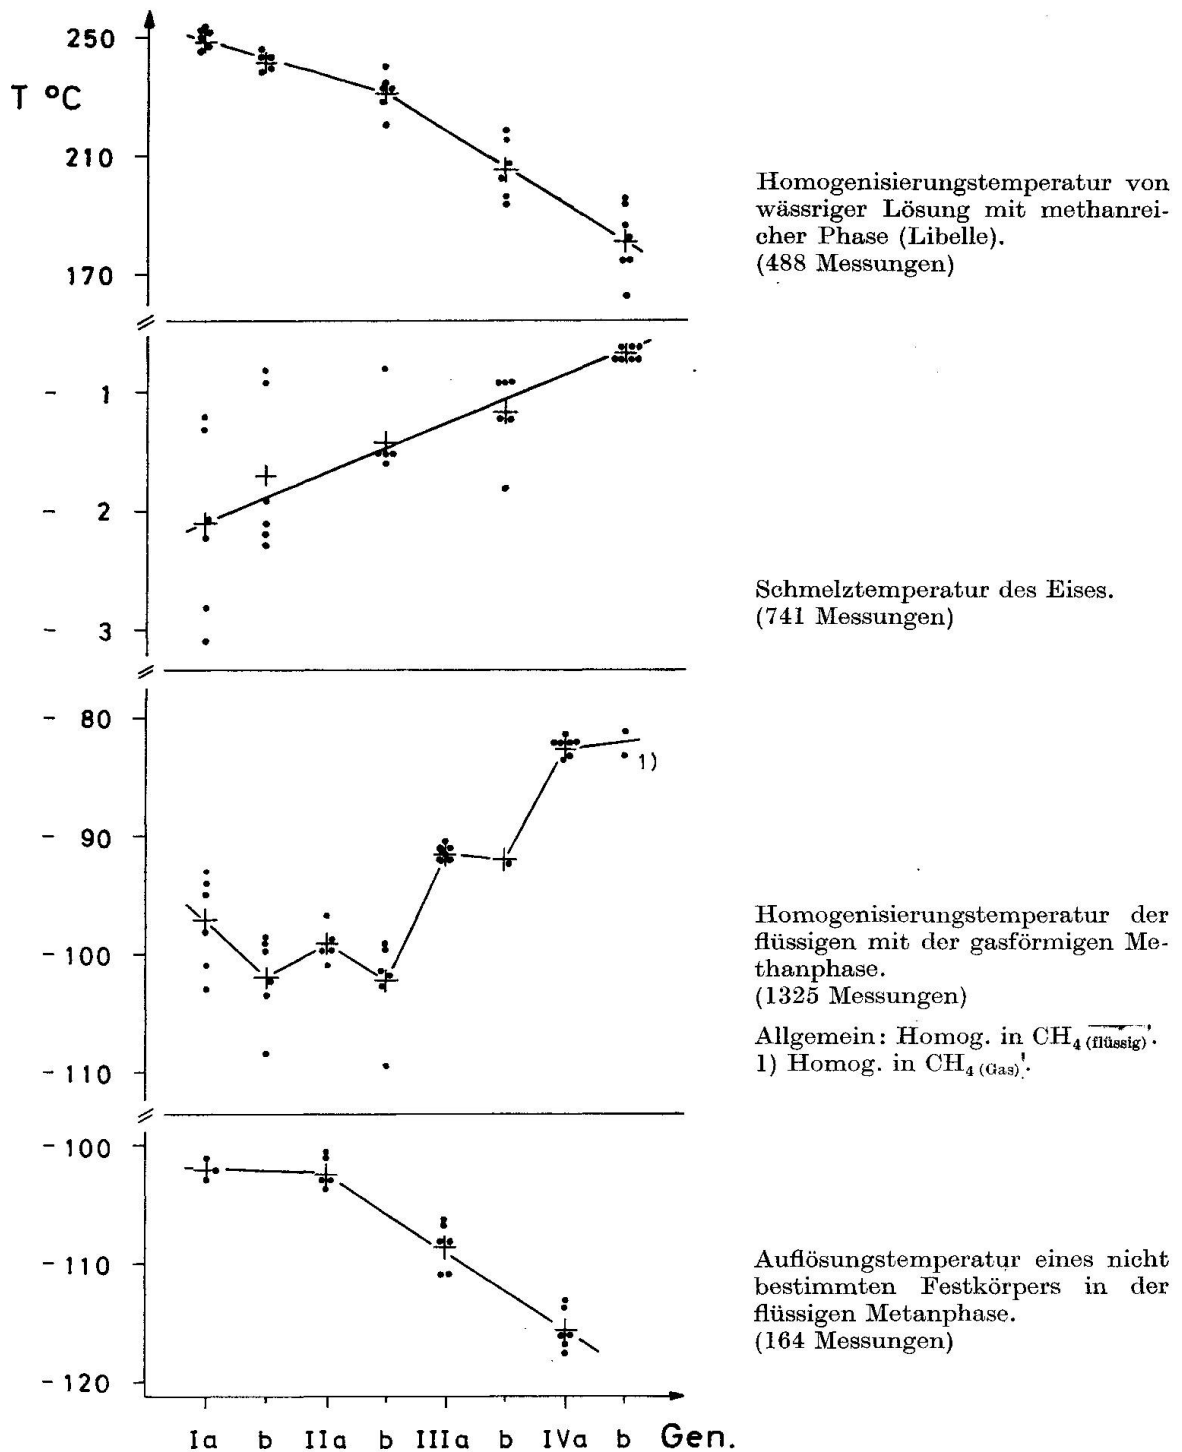 250
T °C
210
170
Homogenisierungstemperatur von
wässriger Lösung mit methanrei-
cher Phase (Libelle).
(488 Messungen)
- 1
- 2
- 3
Schmelztemperatur des Eises.
(741 Messungen)
- 80
1)
- 90
- 100
- 110
Homogenisierungstemperatur der
flüssigen mit der gasförmigen Me-
thanphase.
(1325 Messungen)
Allgemein: Homog. in CH4 (flüssig).
1) Homog. in CH4 (Gas).
- 100
- 110
- 120
Auflösungstemperatur eines nicht
bestimmten Festkörpers in der
flüssigen Metanphase.
(164 Messungen)
Ia b IIa b IIIa b IVa b Gen.